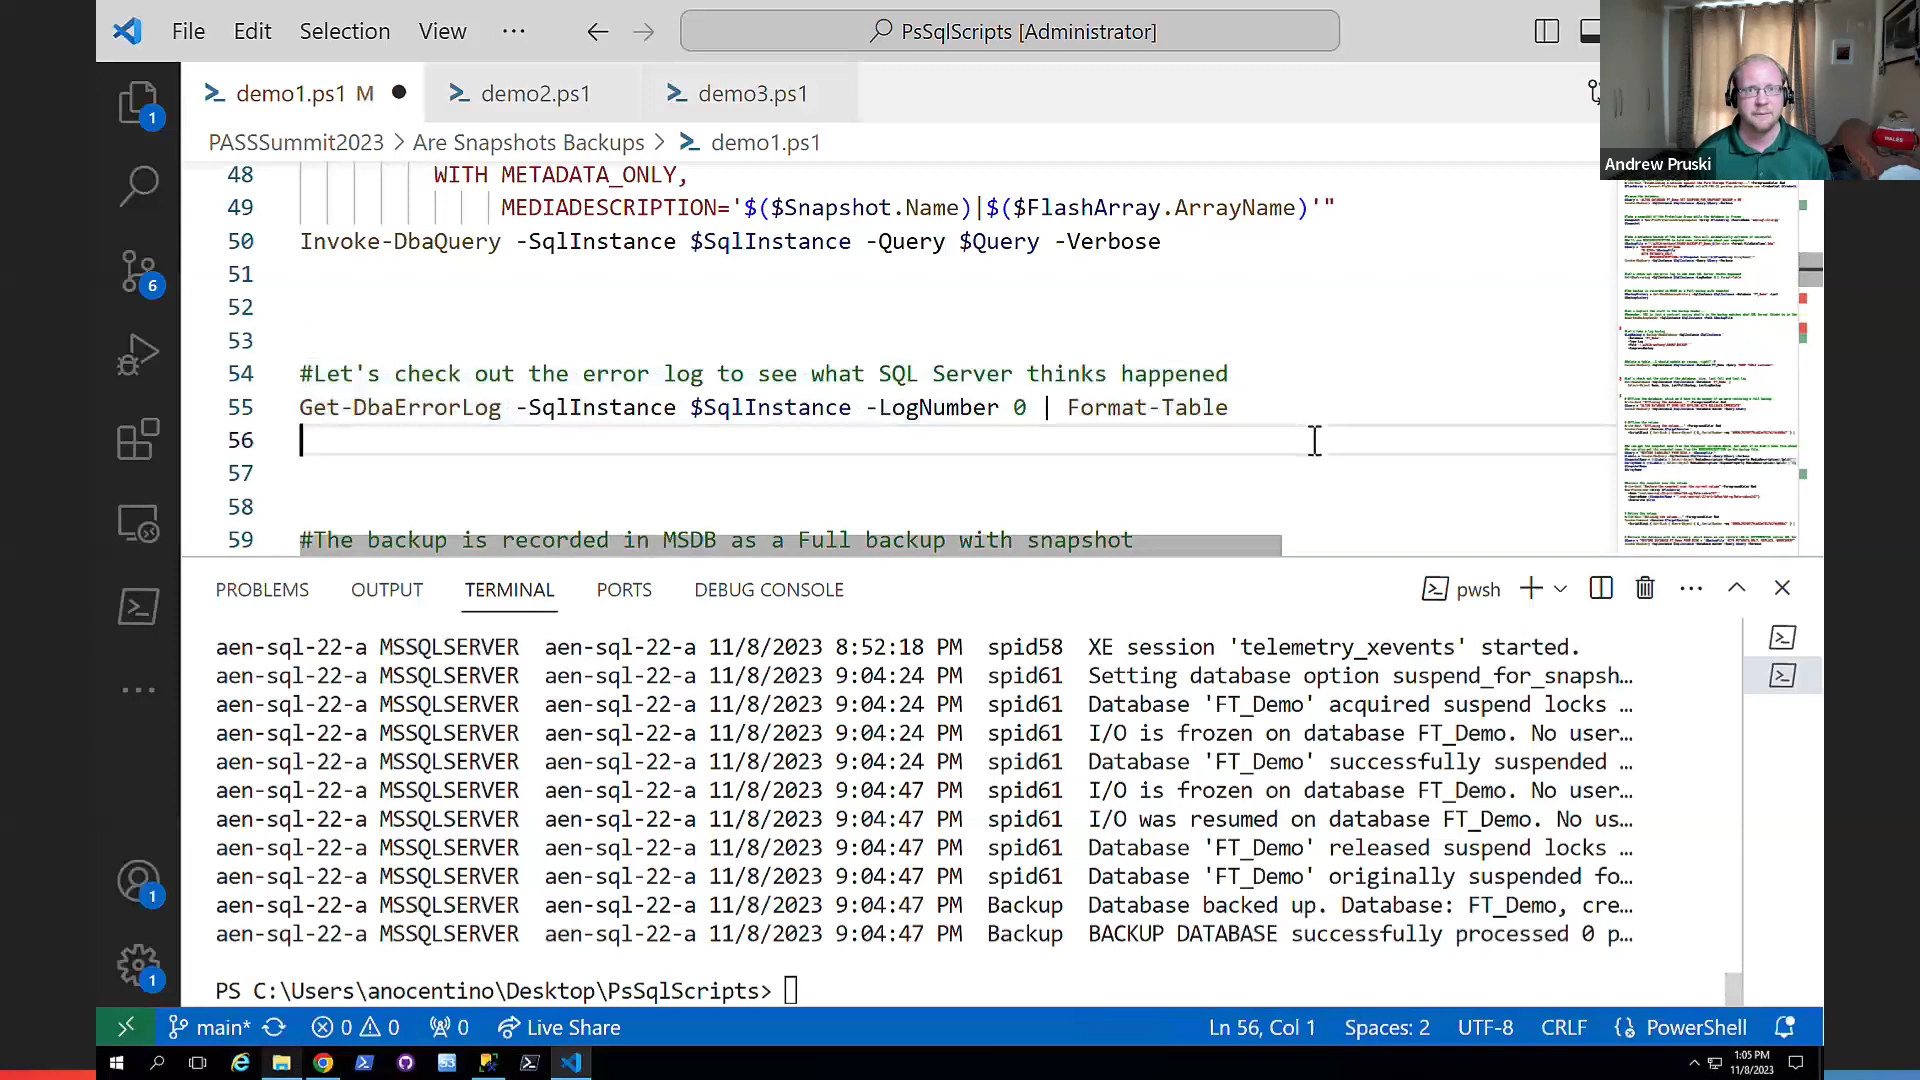 File Edit Selection View ··· PsSqlScripts [Administrator]
demo1.ps1 M demo2.ps1 demo3.ps1
PASSSummit2023 > Are Snapshots Backups > demo1.ps1
Andrew Pruski
48 WITH METADATA_ONLY,
49 MEDIADESCRIPTION='$($Snapshot.Name)|$($FlashArray.ArrayName)'"
50 Invoke-DbaQuery -SqlInstance $SqlInstance -Query $Query -Verbose
51
52
53
54 #Let's check out the error log to see what SQL Server thinks happened
55 Get-DbaErrorLog -SqlInstance $SqlInstance -LogNumber 0 | Format-Table
56
57
58
59 #The backup is recorded in MSDB as a Full backup with snapshot
1
6
1
1
PROBLEMS OUTPUT TERMINAL PORTS DEBUG CONSOLE pwsh
aen-sql-22-a MSSQLSERVER aen-sql-22-a 11/8/2023 8:52:18 PM spid58 XE session 'telemetry_xevents' started.
aen-sql-22-a MSSQLSERVER aen-sql-22-a 11/8/2023 9:04:24 PM spid61 Setting database option suspend_for_snapsh…
aen-sql-22-a MSSQLSERVER aen-sql-22-a 11/8/2023 9:04:24 PM spid61 Database 'FT_Demo' acquired suspend locks …
aen-sql-22-a MSSQLSERVER aen-sql-22-a 11/8/2023 9:04:24 PM spid61 I/O is frozen on database FT_Demo. No user…
aen-sql-22-a MSSQLSERVER aen-sql-22-a 11/8/2023 9:04:24 PM spid61 Database 'FT_Demo' successfully suspended …
aen-sql-22-a MSSQLSERVER aen-sql-22-a 11/8/2023 9:04:47 PM spid61 I/O is frozen on database FT_Demo. No user…
aen-sql-22-a MSSQLSERVER aen-sql-22-a 11/8/2023 9:04:47 PM spid61 I/O was resumed on database FT_Demo. No us…
aen-sql-22-a MSSQLSERVER aen-sql-22-a 11/8/2023 9:04:47 PM spid61 Database 'FT_Demo' released suspend locks …
aen-sql-22-a MSSQLSERVER aen-sql-22-a 11/8/2023 9:04:47 PM spid61 Database 'FT_Demo' originally suspended fo…
aen-sql-22-a MSSQLSERVER aen-sql-22-a 11/8/2023 9:04:47 PM Backup Database backed up. Database: FT_Demo, cre…
aen-sql-22-a MSSQLSERVER aen-sql-22-a 11/8/2023 9:04:47 PM Backup BACKUP DATABASE successfully processed 0 p…
PS C:\Users\anocentino\Desktop\PsSqlScripts>
main* 0 0 0 Live Share Ln 56, Col 1 Spaces: 2 UTF-8 CRLF PowerShell
1:05 PM
11/8/2023